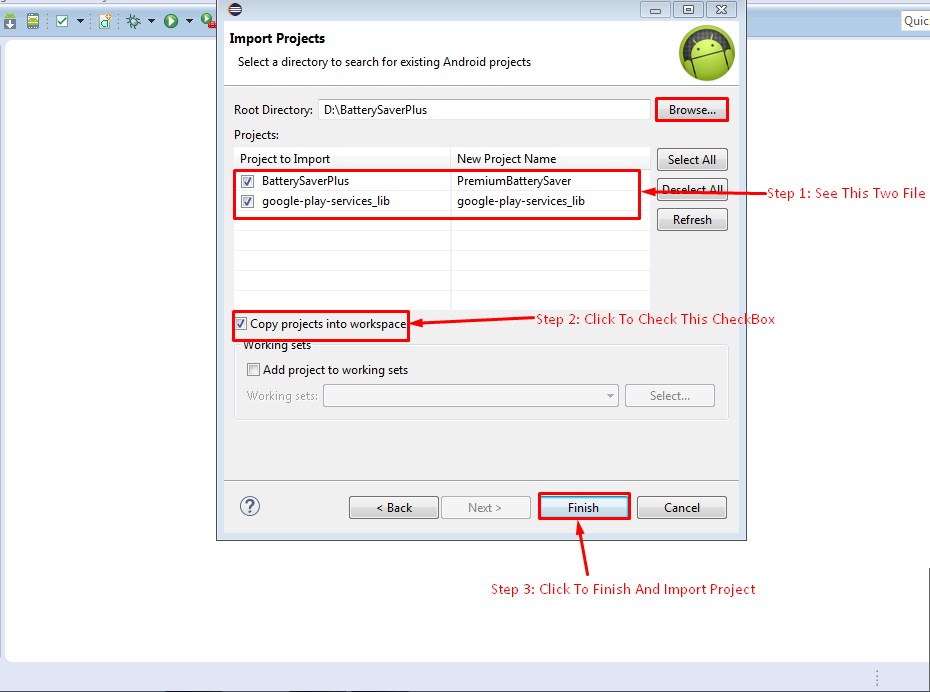 Quic
Import Projects
Select a directory to search for existing Android projects
Root Directory: D:\BatterySaverPlus Browse...
Projects:
Project to Import New Project Name Select All
BatterySaverPlus PremiumBatterySaver Deselect All
Step 1: See This Two File
google-play-services_lib google-play-services_lib
Refresh
Copy projects into workspace Step 2: Click To Check This CheckBox
Working sets
Add project to working sets
Working sets: Select...
? < Back Next > Finish Cancel
Step 3: Click To Finish And Import Project